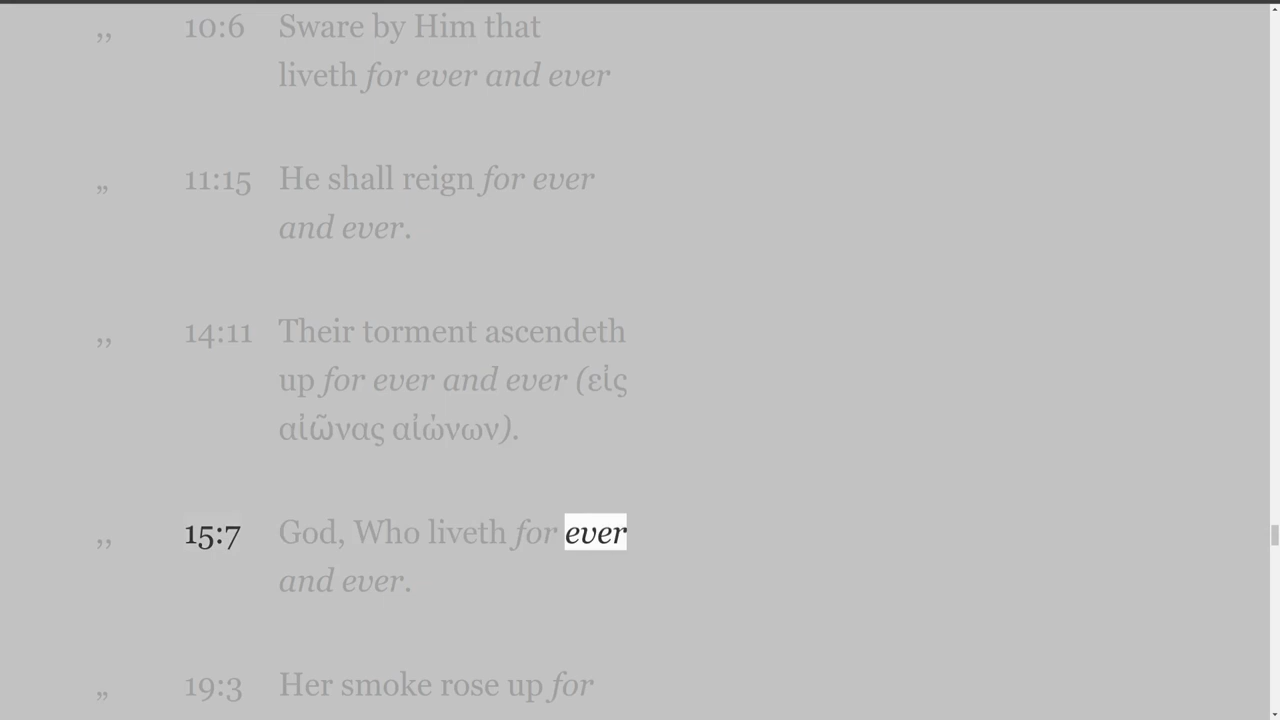 ,, 10:6 Sware by Him that
liveth for ever and ever
„ 11:15 He shall reign for ever
and ever.
,, 14:11 Their torment ascendeth
up for ever and ever (εἰς
αἰῶνας αἰώνων).
,, 15:7 God, Who liveth for ever
and ever.
„ 19:3 Her smoke rose up for